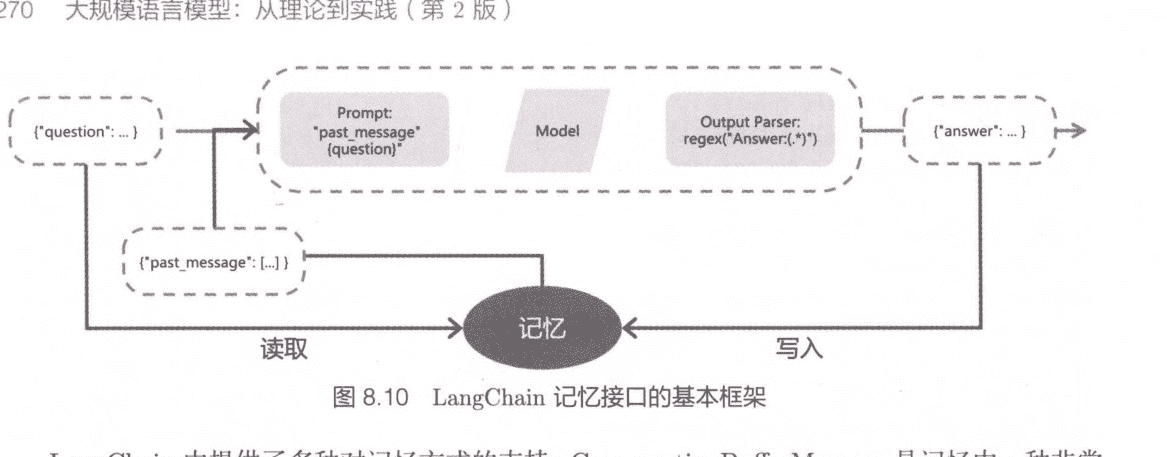 270 大规模语言模型：从理论到实践（第 2 版）
{"question": ... }
Prompt:
"past_message"
{question}"
Model
Output Parser:
regex("Answer:(.*)")
{"answer": ... }
{"past_message": [...] }
记忆
读取
写入
图 8.10 LangChain 记忆接口的基本框架